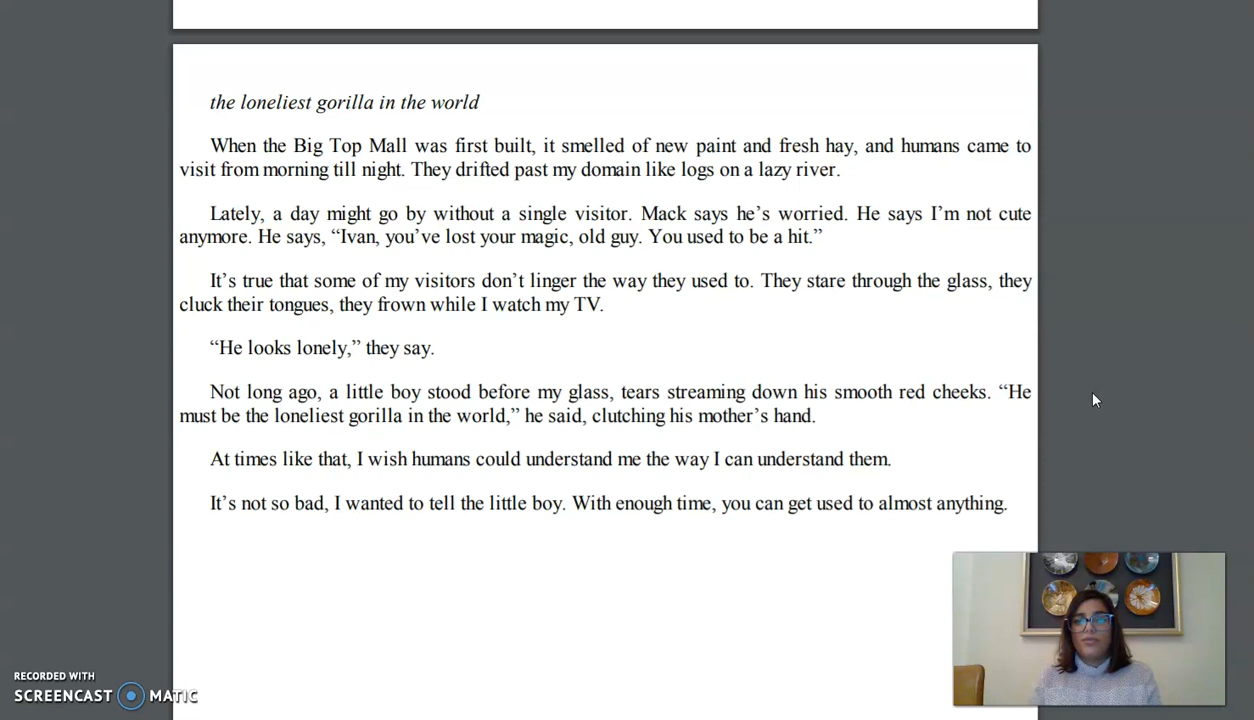 the loneliest gorilla in the world
When the Big Top Mall was first built, it smelled of new paint and fresh hay, and humans came to
visit from morning till night. They drifted past my domain like logs on a lazy river.
Lately, a day might go by without a single visitor. Mack says he’s worried. He says I’m not cute
anymore. He says, “Ivan, you’ve lost your magic, old guy. You used to be a hit.”
It’s true that some of my visitors don’t linger the way they used to. They stare through the glass, they
cluck their tongues, they frown while I watch my TV.
“He looks lonely,” they say.
Not long ago, a little boy stood before my glass, tears streaming down his smooth red cheeks. “He
must be the loneliest gorilla in the world,” he said, clutching his mother’s hand.
At times like that, I wish humans could understand me the way I can understand them.
It’s not so bad, I wanted to tell the little boy. With enough time, you can get used to almost anything.
RECORDED WITH
SCREENCAST MATIC